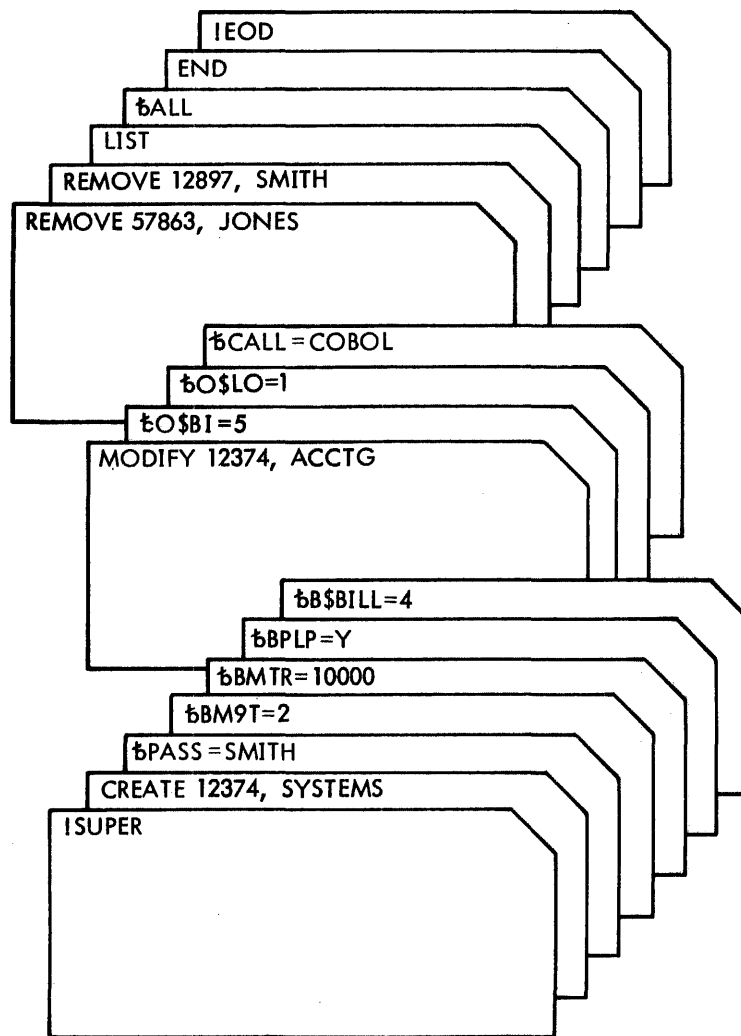 !EOD
END
ƀALL
LIST
REMOVE 12897, SMITH
REMOVE 57863, JONES
ƀCALL=COBOL
ƀO$LO=1
ƀO$BI=5
MODIFY 12374, ACCTG
ƀB$BILL=4
ƀBPLP=Y
ƀBMTR=10000
ƀBM9T=2
ƀPASS=SMITH
CREATE 12374, SYSTEMS
!SUPER